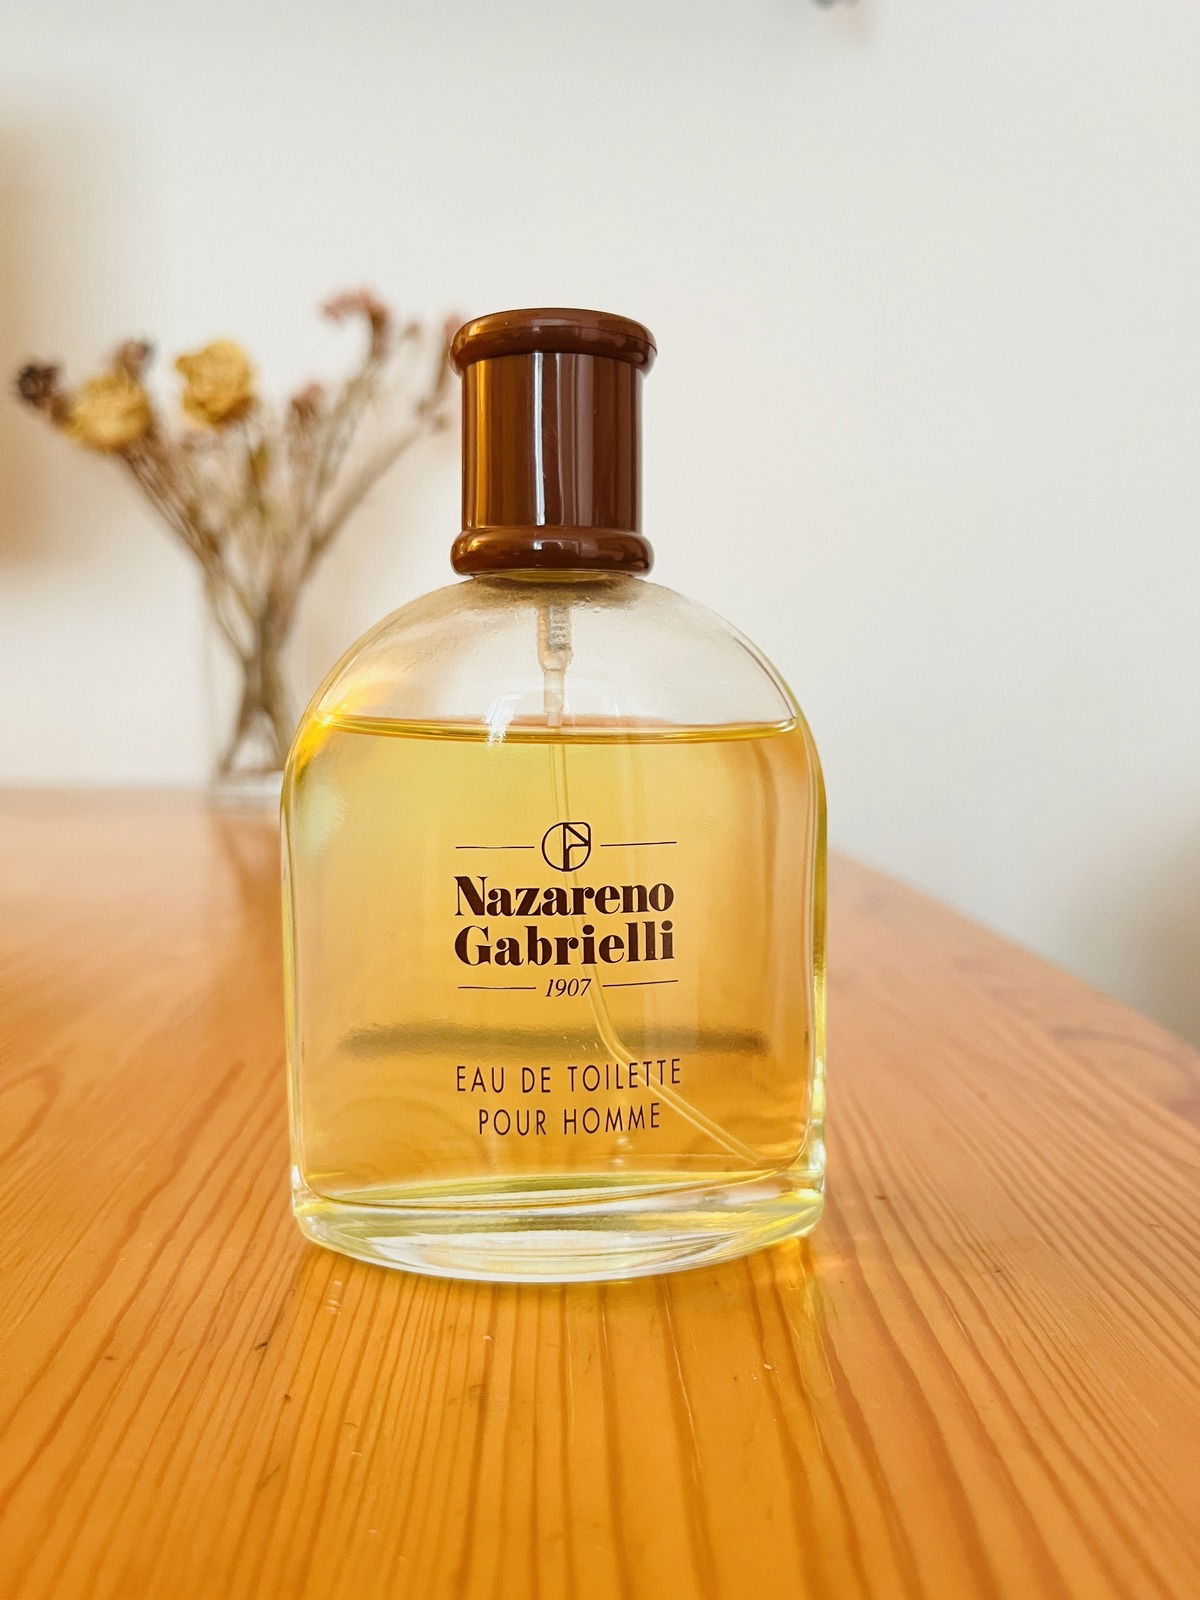 Nazareno
Gabrielli
1907
EAU DE TOILETTE
POUR HOMME